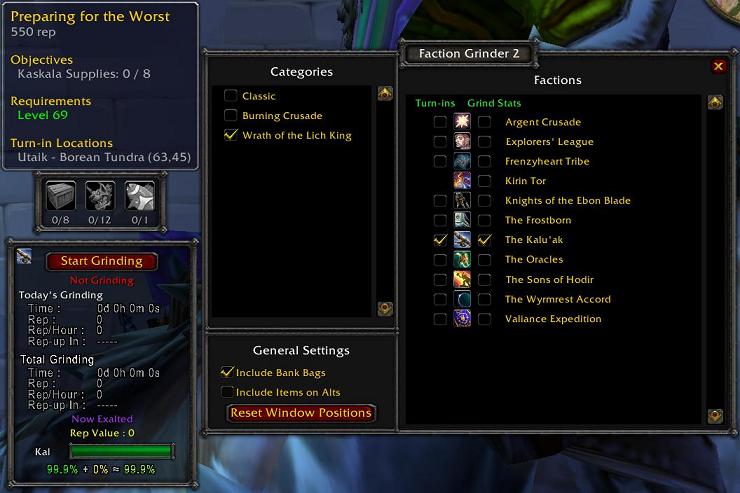 Preparing for the Worst
550 rep
Objectives
Kaskala Supplies: 0 / 8
Requirements
Level 69
Turn-in Locations
Utaik - Borean Tundra (63,45)
0/8 0/12 0/1
Start Grinding
Not Grinding
Today's Grinding
Time : 0d 0h 0m 0s
Rep : 0
Rep/Hour : 0
Rep-up In : -----
Total Grinding
Time : 0d 0h 0m 0s
Rep : 0
Rep/Hour : 0
Rep-up In : -----
Now Exalted
Rep Value : 0
Kal
99.9% + 0% ≈ 99.9%
Categories
Classic
Burning Crusade
Wrath of the Lich King
General Settings
Include Bank Bags
Include Items on Alts
Reset Window Positions
Faction Grinder 2
Factions
Turn-ins Grind Stats
Argent Crusade
Explorers' League
Frenzyheart Tribe
Kirin Tor
Knights of the Ebon Blade
The Frostborn
The Kalu'ak
The Oracles
The Sons of Hodir
The Wyrmrest Accord
Valiance Expedition